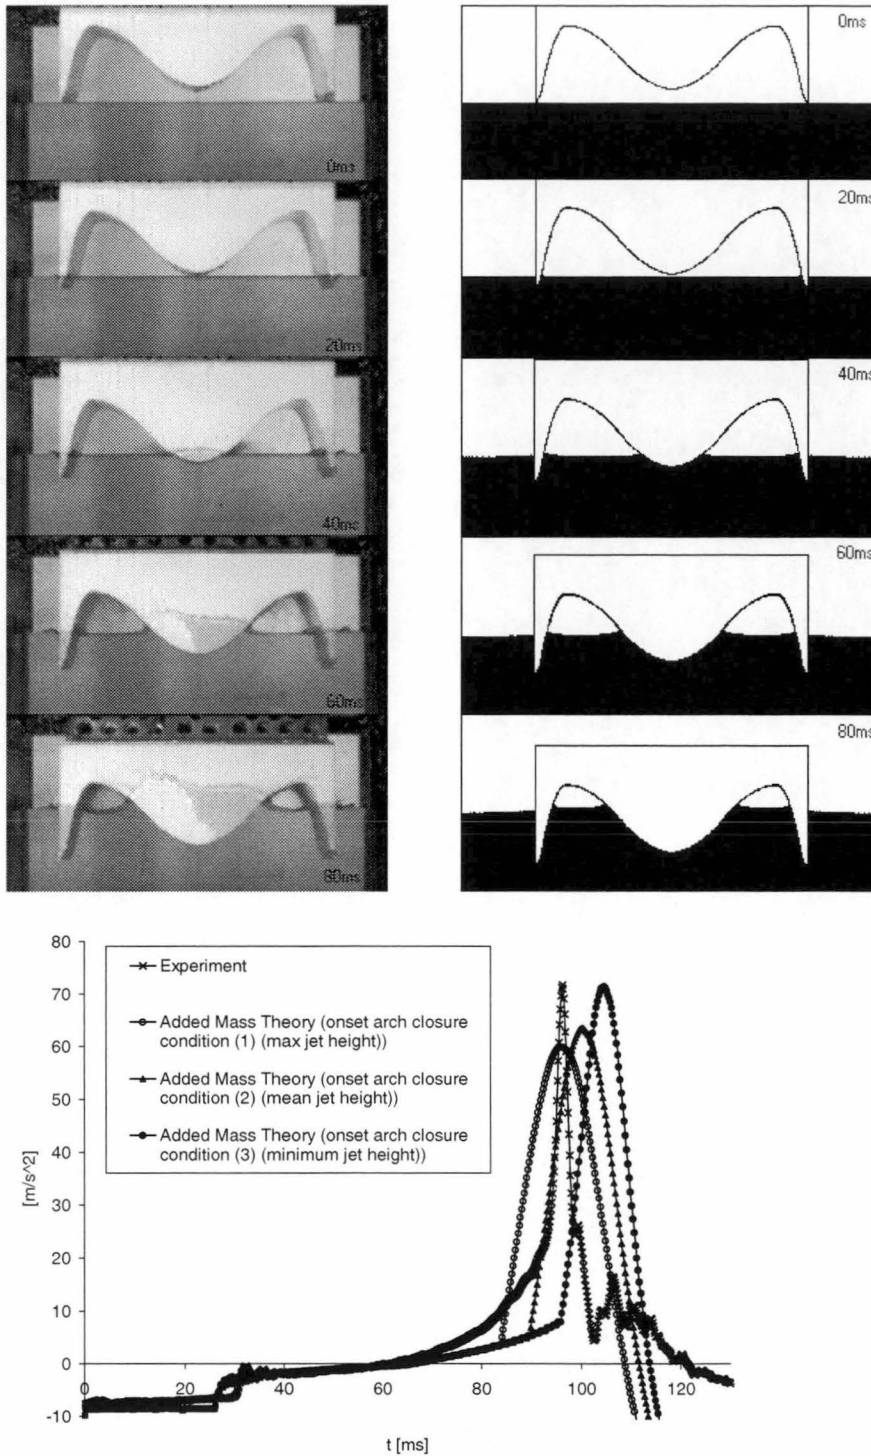 0ms
0ms
20ms
20ms
40ms
40ms
60ms
60ms
80ms
80ms
80
70
60
50
40
30
20
10
0
-10
[m/s^2]
Experiment
Added Mass Theory (onset arch closure
condition (1) (max jet height))
Added Mass Theory (onset arch closure
condition (2) (mean jet height))
Added Mass Theory (onset arch closure
condition (3) (minimum jet height))
0
20
40
60
80
100
120
t [ms]